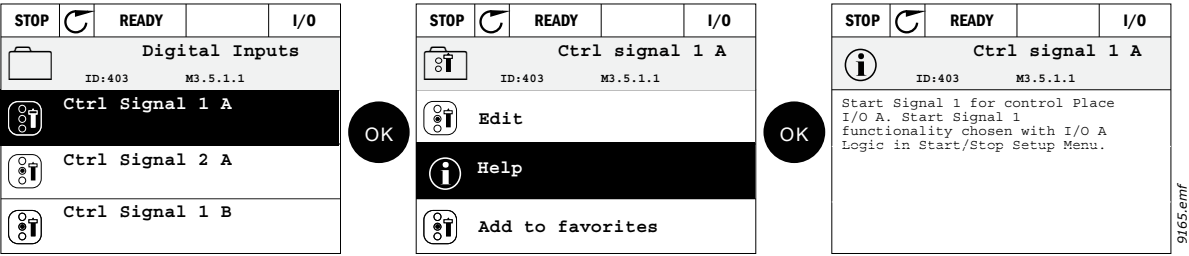 STOP READY I/O
Digital Inputs
ID:403 M3.5.1.1
Ctrl Signal 1 A
Ctrl Signal 2 A
Ctrl Signal 1 B
OK
STOP READY I/O
Ctrl signal 1 A
ID:403 M3.5.1.1
Edit
Help
Add to favorites
OK
STOP READY I/O
Ctrl signal 1 A
ID:403 M3.5.1.1
Start Signal 1 for control Place
I/O A. Start Signal 1
functionality chosen with I/O A
Logic in Start/Stop Setup Menu.
9165.emf